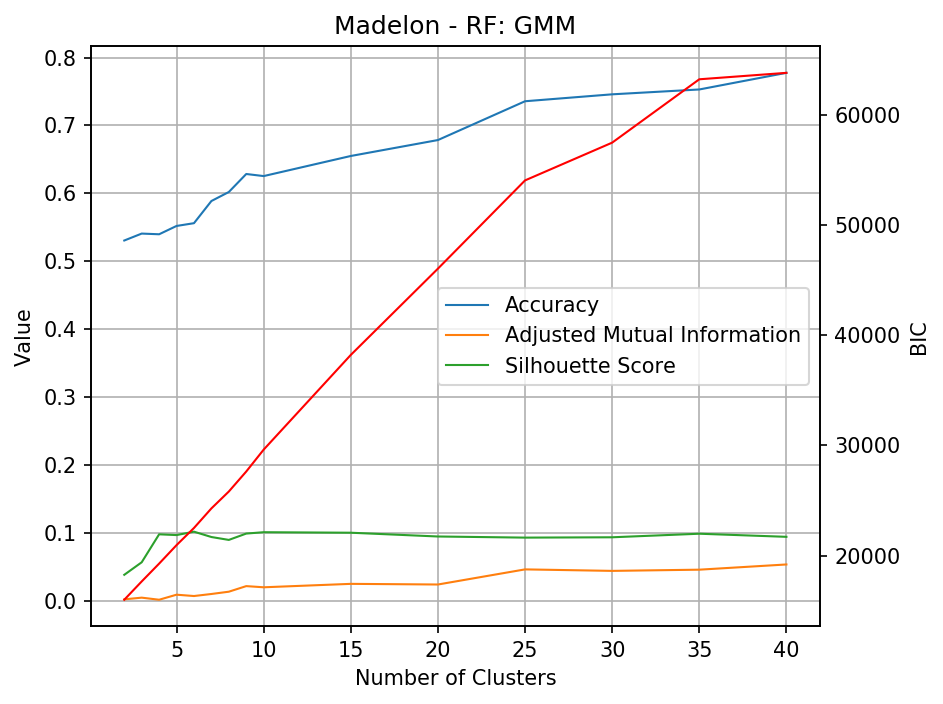 Madelon - RF: GMM
0.8
0.7
0.6
0.5
0.4
0.3
0.2
0.1
0.0
Value
60000
50000
40000
30000
20000
BIC
Accuracy
Adjusted Mutual Information
Silhouette Score
5 10 15 20 25 30 35 40
Number of Clusters